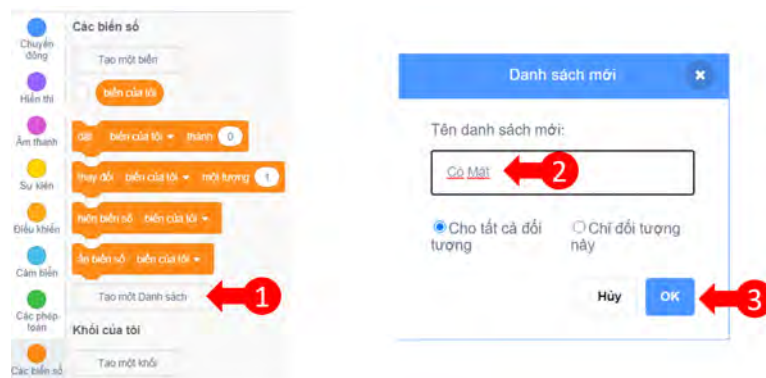 Chuyển
động
Hiển thị
Âm thanh
Sự kiện
Điều khiển
Cảm biến
Các phép
toán
Các biến số
Các biến số
Tạo một biến
biến của tôi
đặt biến của tôi thành 0
thay đổi biến của tôi một lượng 1
hiện biến số biến của tôi
ẩn biến số biến của tôi
Tạo một Danh sách
1
Khối của tôi
Tạo một khối
Danh sách mới
Tên danh sách mới:
Có Mặt
2
Cho tất cả đối
tượng
Chỉ đối tượng
này
Hủy
OK
3